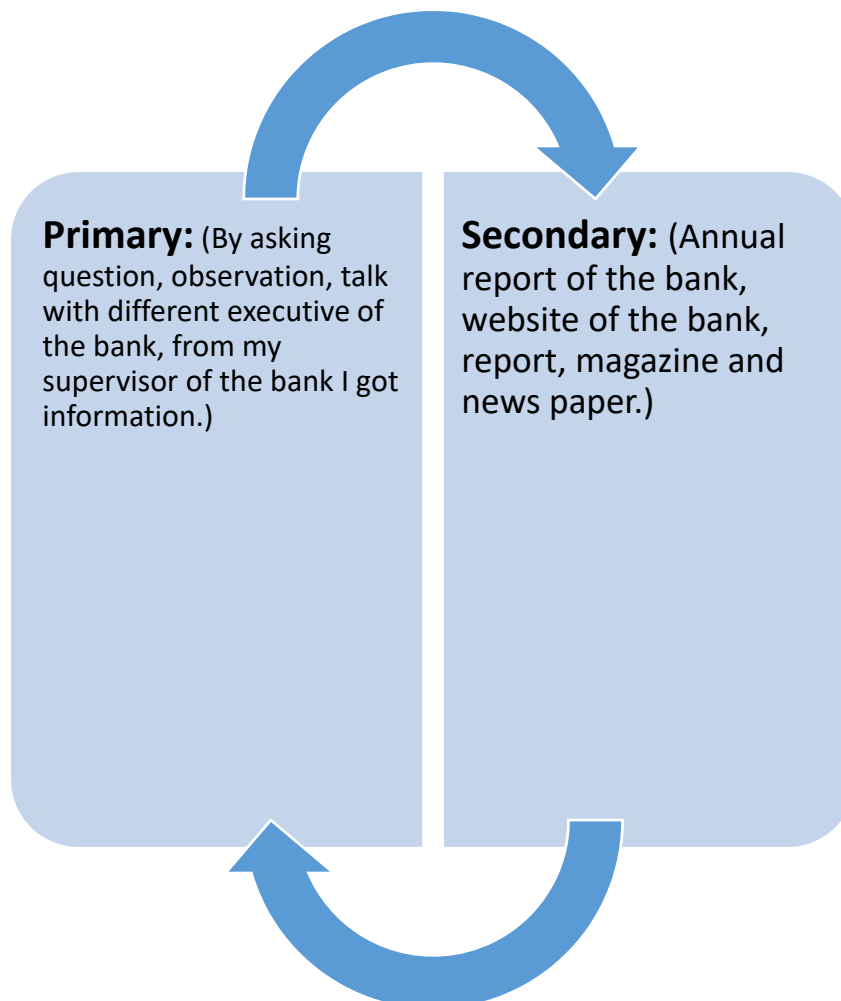 Primary: (By asking
question, observation, talk
with different executive of
the bank, from my
supervisor of the bank I got
information.)
Secondary: (Annual
report of the bank,
website of the bank,
report, magazine and
news paper.)